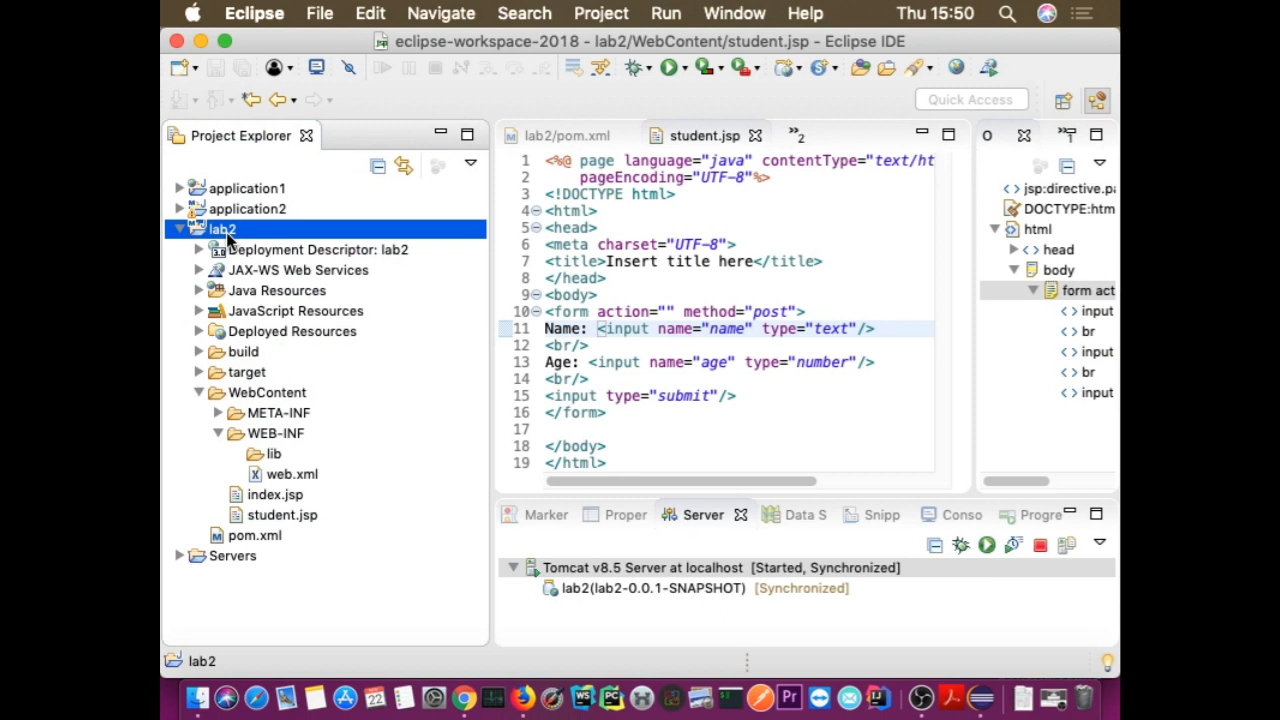 Eclipse File Edit Navigate Search Project Run Window Help Thu 15:50
eclipse-workspace-2018 - lab2/WebContent/student.jsp - Eclipse IDE
Quick Access
Project Explorer
application1
application2
lab2
Deployment Descriptor: lab2
JAX-WS Web Services
Java Resources
JavaScript Resources
Deployed Resources
build
target
WebContent
META-INF
WEB-INF
lib
web.xml
index.jsp
student.jsp
pom.xml
Servers
lab2/pom.xml student.jsp »2
1 <%@ page language="java" contentType="text/ht
2 pageEncoding="UTF-8"%>
3 <!DOCTYPE html>
4 <html>
5 <head>
6 <meta charset="UTF-8">
7 <title>Insert title here</title>
8 </head>
9 <body>
10 <form action="" method="post">
11 Name: <input name="name" type="text"/>
12 <br/>
13 Age: <input name="age" type="number"/>
14 <br/>
15 <input type="submit"/>
16 </form>
17
18 </body>
19 </html>
O »1
jsp:directive.pa
DOCTYPE:htm
html
head
body
form act
input
br
input
br
input
Marker Proper Server Data S Snipp Conso Progre
Tomcat v8.5 Server at localhost [Started, Synchronized]
lab2(lab2-0.0.1-SNAPSHOT) [Synchronized]
lab2
22 WS PC Pr